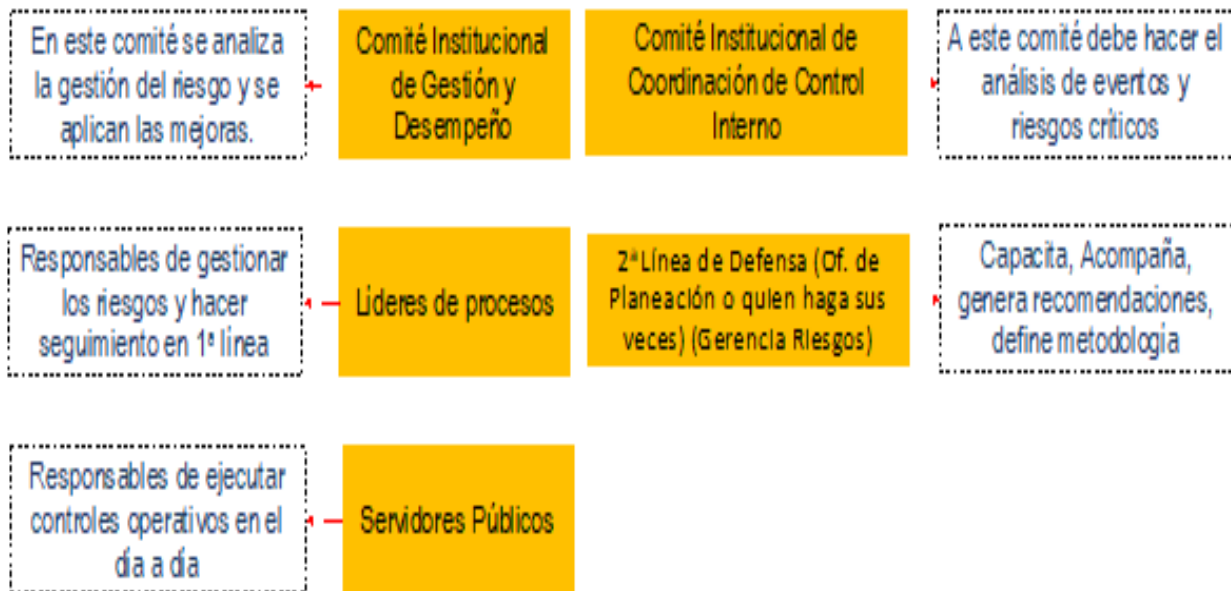 En este comité se analiza
la gestión del riesgo y se
aplican las mejoras.
Comité Institucional
de Gestión y
Desempeño
Comité Institucional de
Coordinación de Control
Interno
A este comité debe hacer el
análisis de eventos y
riesgos críticos
Responsables de gestionar
los riesgos y hacer
seguimiento en 1ª línea
Lideres de procesos
2ª Línea de Defensa (Of. de
Planeación o quien haga sus
veces) (Gerencia Riesgos)
Capacita, Acompaña,
genera recomendaciones,
define metodología
Responsables de ejecutar
controles operativos en el
día a día
Servidores Públicos